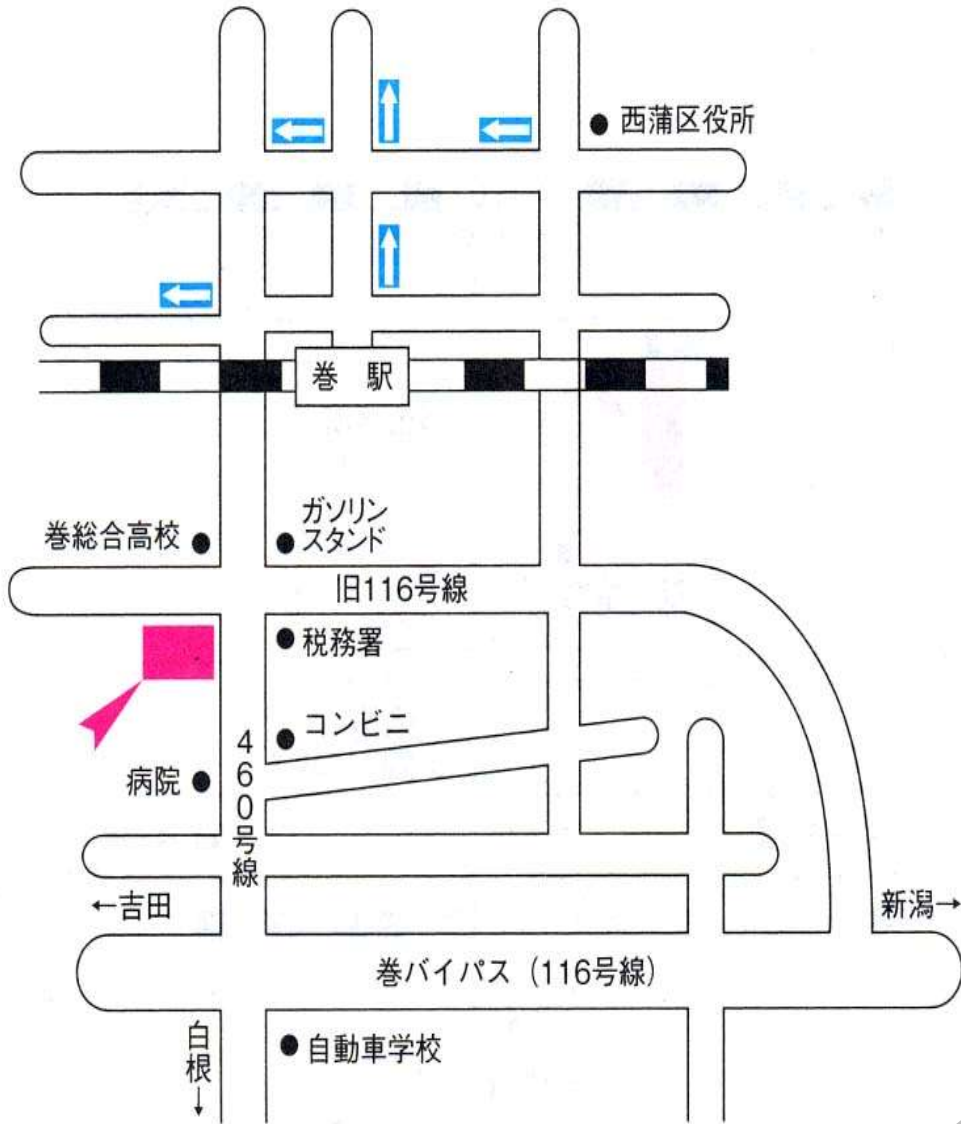 西蒲区役所
巻 駅
ガソリン
スタンド
巻総合高校
旧116号線
税務署
コンビニ
460号線
病院
←吉田
新潟→
巻バイパス（116号線）
白根→
自動車学校